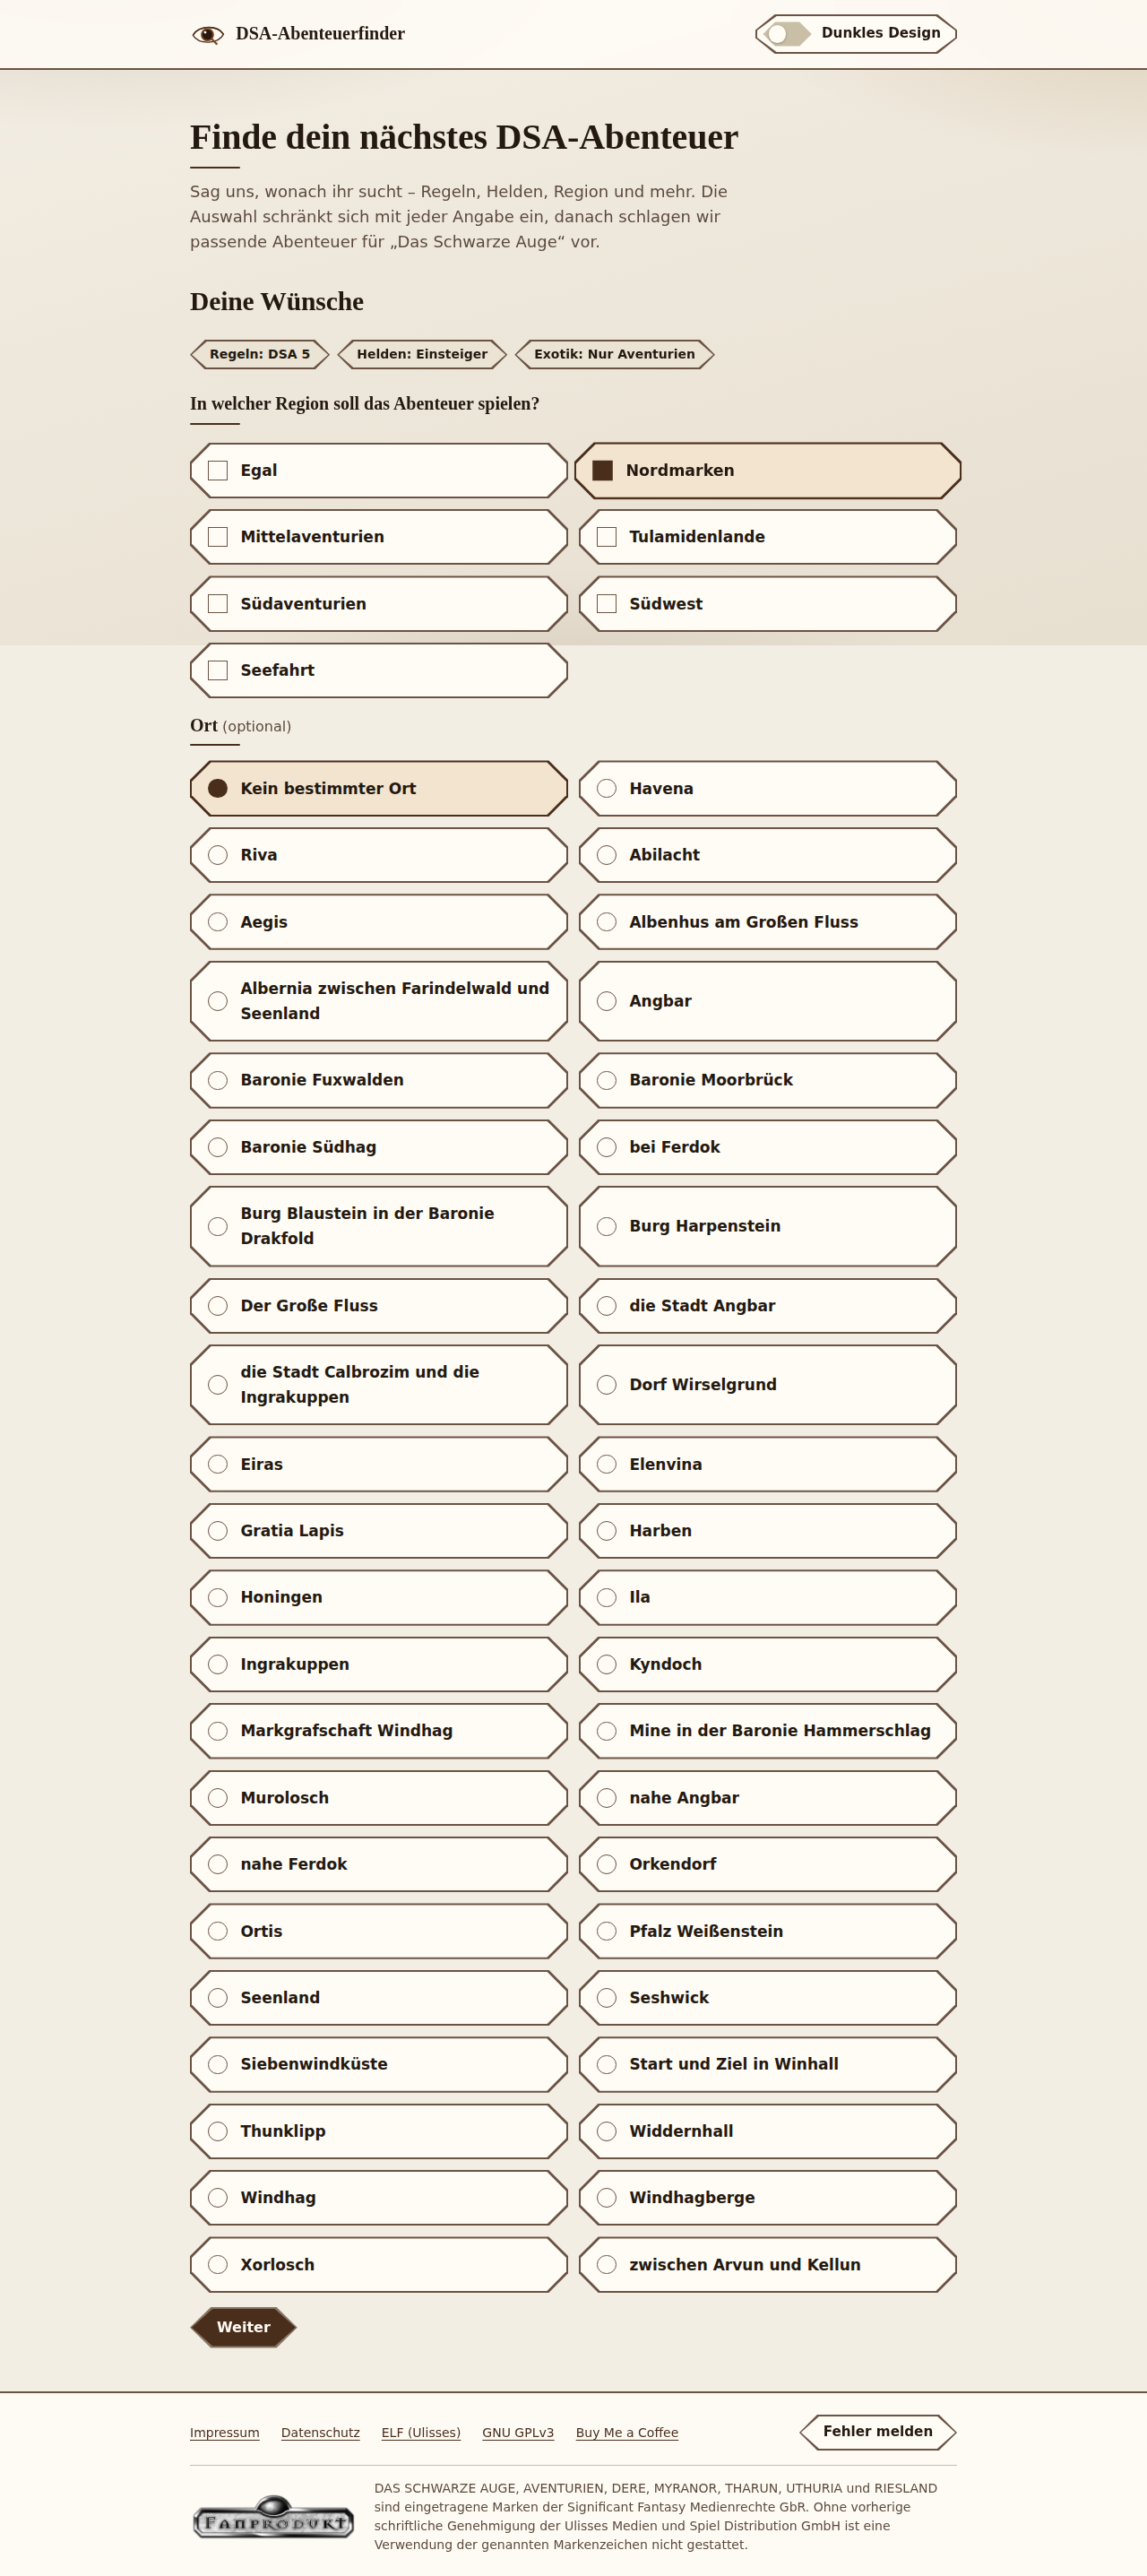 DSA-Abenteuerfinder
Dunkles Design
Finde dein nächstes DSA-Abenteuer
Sag uns, wonach ihr sucht – Regeln, Helden, Region und mehr. Die
Auswahl schränkt sich mit jeder Angabe ein, danach schlagen wir
passende Abenteuer für „Das Schwarze Auge“ vor.
Deine Wünsche
Regeln: DSA 5
Helden: Einsteiger
Exotik: Nur Aventurien
In welcher Region soll das Abenteuer spielen?
Egal
Nordmarken
Mittelaventurien
Tulamidenlande
Südaventurien
Südwest
Seefahrt
Ort (optional)
Kein bestimmter Ort
Havena
Riva
Abilacht
Aegis
Albenhus am Großen Fluss
Albernia zwischen Farindelwald und
Seenland
Angbar
Baronie Fuxwalden
Baronie Moorbrück
Baronie Südhag
bei Ferdok
Burg Blaustein in der Baronie
Drakfold
Burg Harpenstein
Der Große Fluss
die Stadt Angbar
die Stadt Calbrozim und die
Ingrakuppen
Dorf Wirselgrund
Eiras
Elenvina
Gratia Lapis
Harben
Honingen
Ila
Ingrakuppen
Kyndoch
Markgrafschaft Windhag
Mine in der Baronie Hammerschlag
Murolosch
nahe Angbar
nahe Ferdok
Orkendorf
Ortis
Pfalz Weißenstein
Seenland
Seshwick
Siebenwindküste
Start und Ziel in Winhall
Thunklipp
Widdernhall
Windhag
Windhagberge
Xorlosch
zwischen Arvun und Kellun
Weiter
Impressum
Datenschutz
ELF (Ulisses)
GNU GPLv3
Buy Me a Coffee
Fehler melden
FANPRODUKT
DAS SCHWARZE AUGE, AVENTURIEN, DERE, MYRANOR, THARUN, UTHURIA und RIESLAND
sind eingetragene Marken der Significant Fantasy Medienrechte GbR. Ohne vorherige
schriftliche Genehmigung der Ulisses Medien und Spiel Distribution GmbH ist eine
Verwendung der genannten Markenzeichen nicht gestattet.